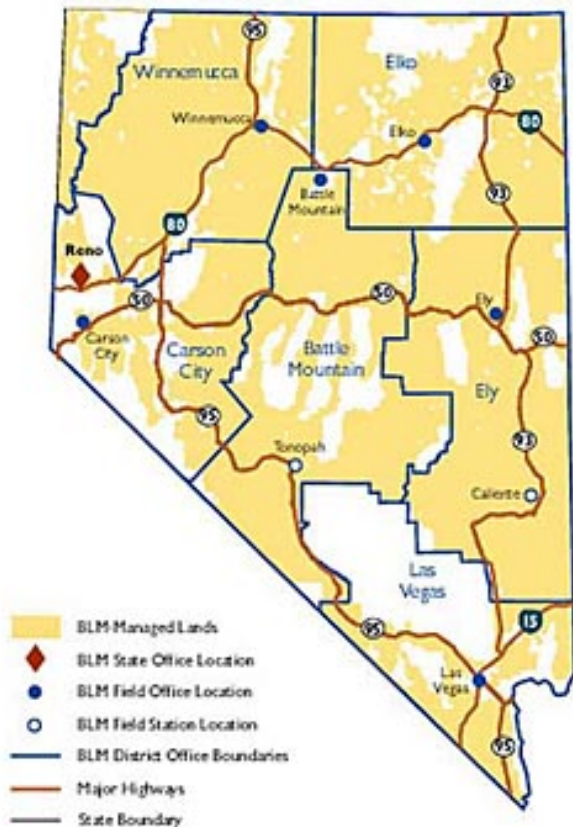 95
Winnemucca
Elko
93
Winnemucca
Elko
80
Battle
Mountain
93
80
Reno
50
50
Ely
Carson
City
Carson
City
Battle
Mountain
50
Ely
95
Tonopah
93
Caliente
Las
Vegas
15
95
Las
Vegas
95
BLM-Managed Lands
BLM State Office Location
BLM Field Office Location
BLM Field Station Location
BLM District Office Boundaries
Major Highways
State Boundary